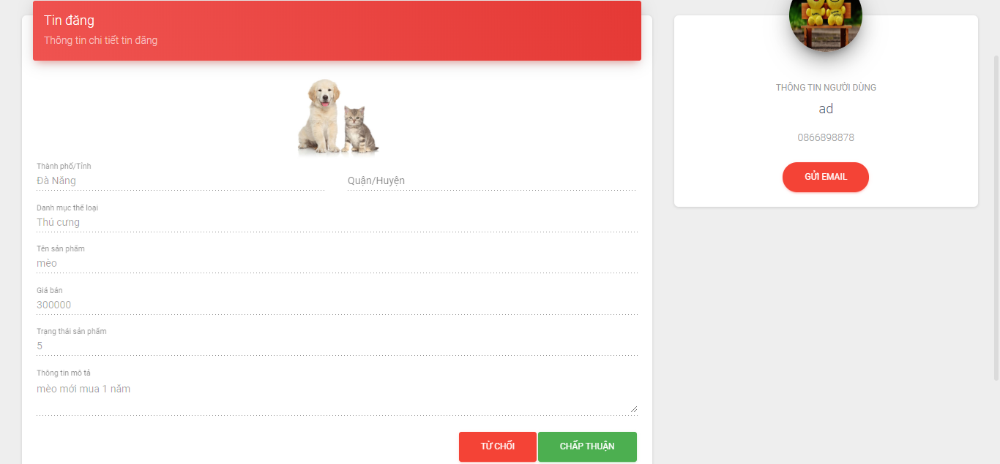 Tin đăng
Thông tin chi tiết tin đăng
Thành phố/Tỉnh
Đà Năng
Quận/Huyện
Danh mục thể loại
Thú cưng
Tên sản phẩm
mèo
Giá bán
300000
Trạng thái sản phẩm
5
Thông tin mô tả
mèo mới mua 1 năm
TỪ CHỐI
CHẤP THUẬN
THÔNG TIN NGƯỜI DÙNG
ad
0866898878
GỬI EMAIL